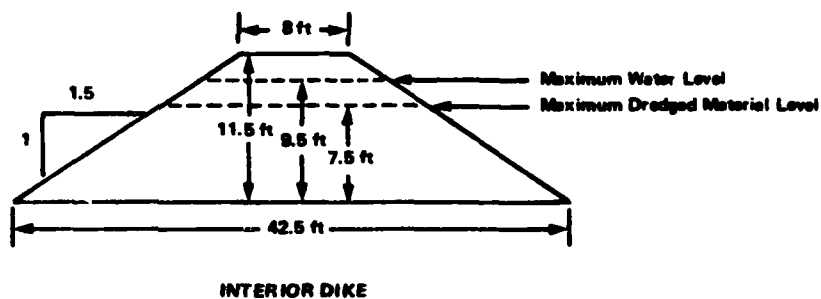 8 ft
Maximum Water Level
Maximum Dredged Material Level
1.5
1
11.5 ft
9.5 ft
7.5 ft
42.5 ft
INTERIOR DIKE